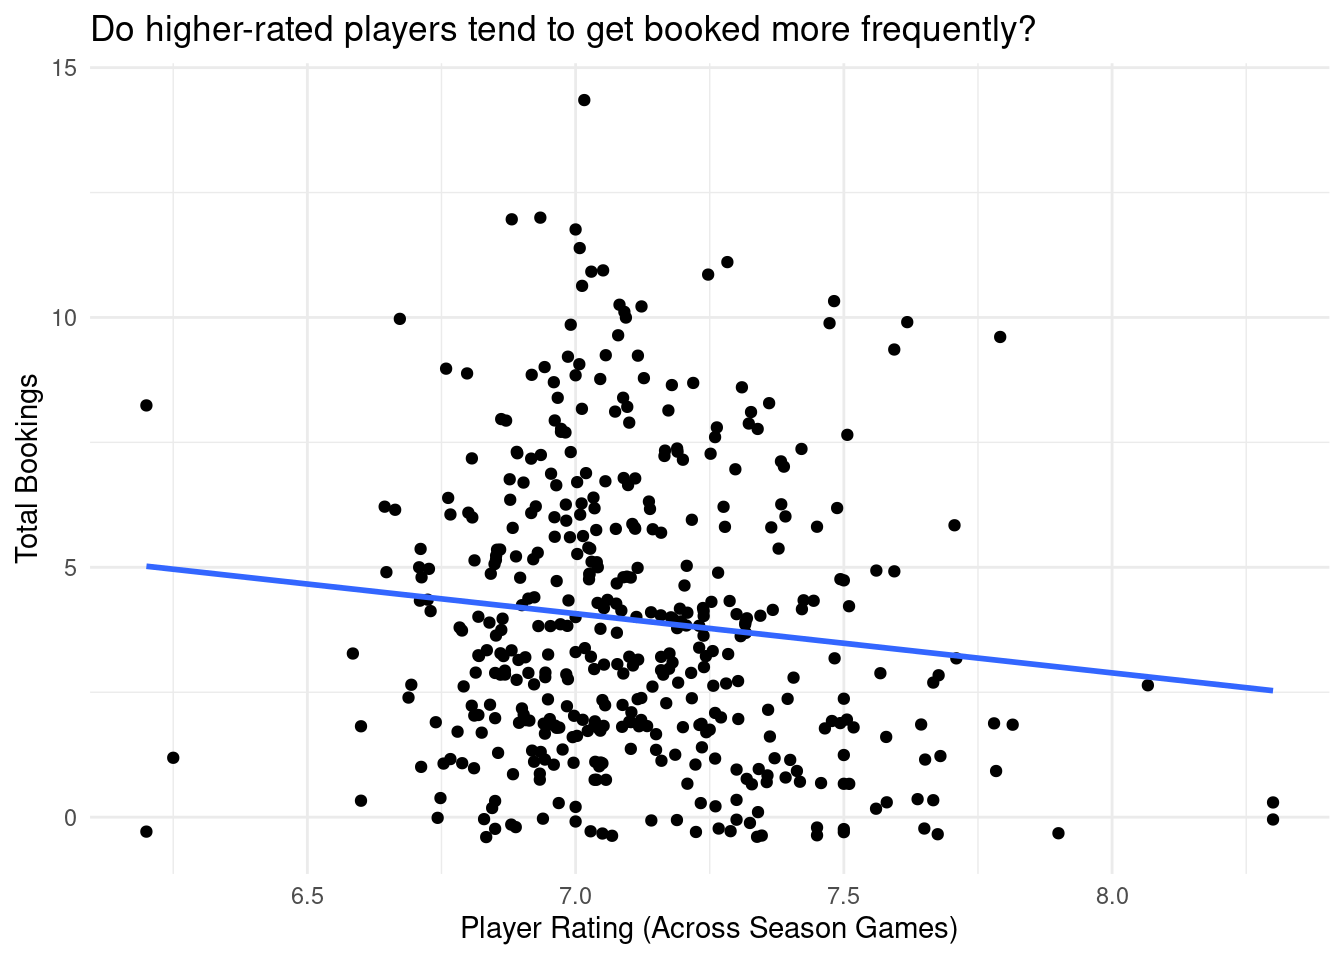 Do higher-rated players tend to get booked more frequently?
15
10
5
0
Total Bookings
6.5 7.0 7.5 8.0
Player Rating (Across Season Games)